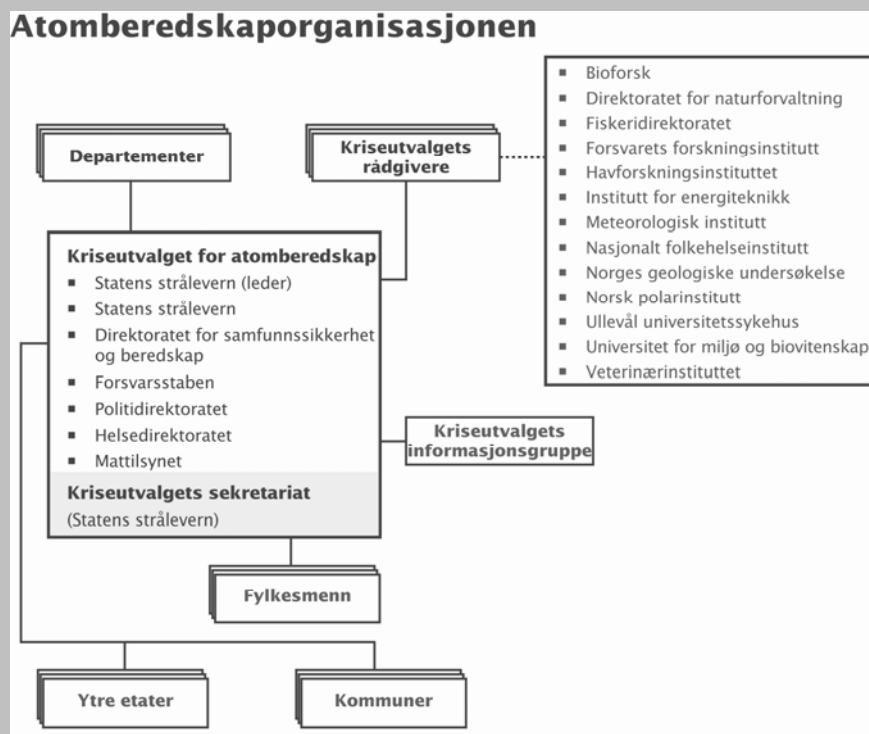 Atomberedskaporganisasjonen
Departementer
Kriseutvalgets
rådgivere
▪ Bioforsk
▪ Direktoratet for naturforvaltning
▪ Fiskeridirektoratet
▪ Forsvarets forskningsinstitutt
▪ Havforskningsinstituttet
▪ Institutt for energiteknikk
▪ Meteorologisk institutt
▪ Nasjonalt folkehelseinstitutt
▪ Norges geologiske undersøkelse
▪ Norsk polarinstitutt
▪ Ullevål universitetssykehus
▪ Universitet for miljø og biovitenskap
▪ Veterinærinstituttet
Kriseutvalget for atomberedskap
▪ Statens strålevern (leder)
▪ Statens strålevern
▪ Direktoratet for samfunnssikkerhet
og beredskap
▪ Forsvarsstaben
▪ Politidirektoratet
▪ Helsedirektoratet
▪ Mattilsynet
Kriseutvalgets sekretariat
(Statens strålevern)
Kriseutvalgets
informasjonsgruppe
Fylkesmenn
Ytre etater
Kommuner